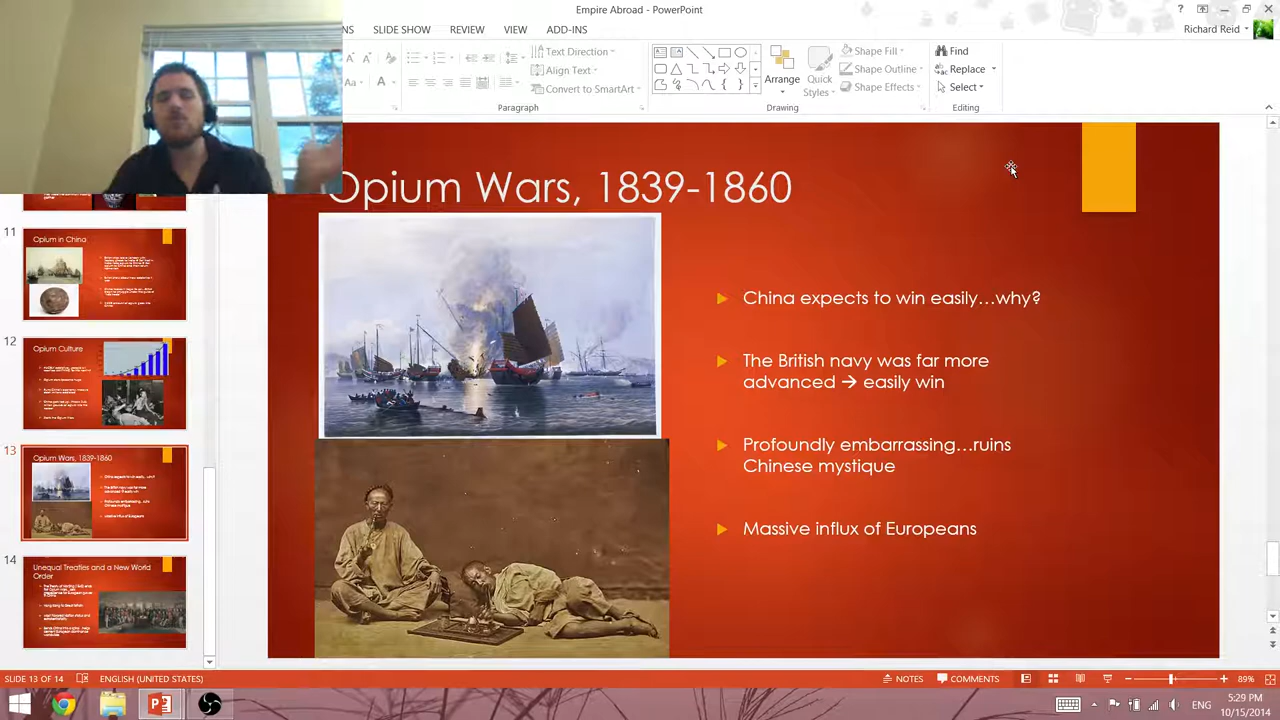 Empire Abroad - PowerPoint
? 
NS SLIDE SHOW REVIEW VIEW ADD-INS
Richard Reid
Text Direction
Align Text
Convert to SmartArt
Paragraph
Arrange
Quick
Styles
Shape Fill
Shape Outline
Shape Effects
Drawing
Find
Replace
Select
Editing
11
Opium in China
12
Opium Culture
13
Opium Wars, 1839-1860
14
Unequal Treaties and a New World
Order
Opium Wars, 1839-1860
China expects to win easily...why?
The British navy was far more
advanced → easily win
Profoundly embarrassing...ruins
Chinese mystique
Massive influx of Europeans
SLIDE 13 OF 14
ENGLISH (UNITED STATES)
NOTES
COMMENTS
89%
ENG
5:29 PM
10/15/2014